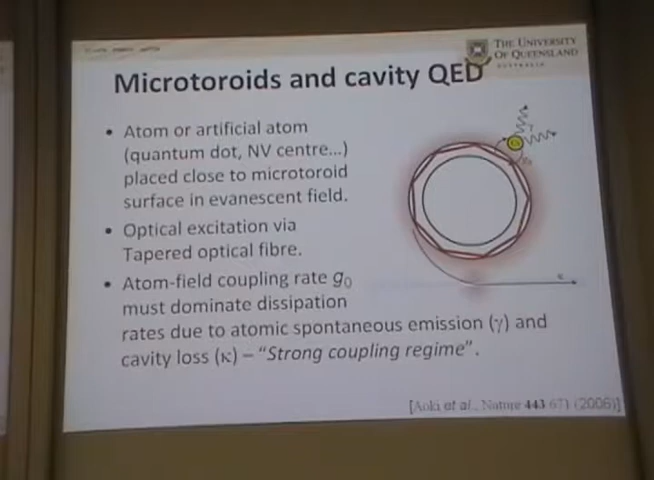 THE UNIVERSITY
OF QUEENSLAND
AUSTRALIA
Microtoroids and cavity QED
• Atom or artificial atom
(quantum dot, NV centre...)
placed close to microtoroid
surface in evanescent field.
• Optical excitation via
Tapered optical fibre.
• Atom-field coupling rate g0
must dominate dissipation
rates due to atomic spontaneous emission (γ) and
cavity loss (κ) – “Strong coupling regime”.
[Aoki et al., Nature 443 671 (2006)]